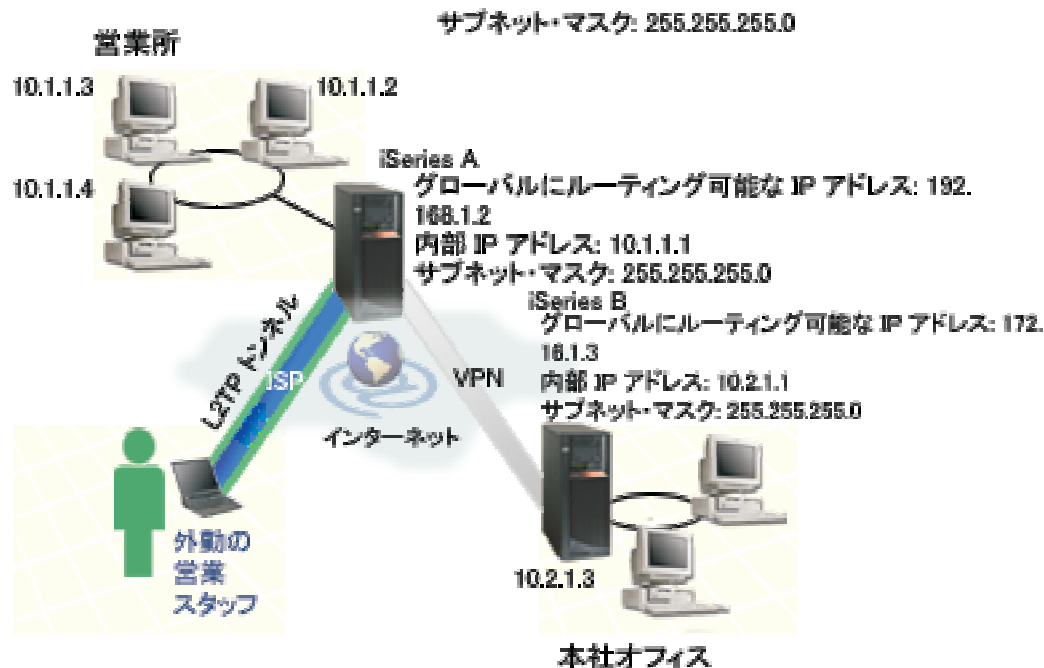 サブネット・マスク: 255.255.255.0
営業所
10.1.1.3
10.1.1.2
10.1.1.4
iSeries A
グローバルにルーティング可能な IP アドレス: 192.
168.1.2
内部 IP アドレス: 10.1.1.1
サブネット・マスク: 255.255.255.0
iSeries B
グローバルにルーティング可能な IP アドレス: 172.
16.1.3
内部 IP アドレス: 10.2.1.1
サブネット・マスク: 255.255.255.0
L2TP トンネル
ISP
VPN
インターネット
外勤の
営業
スタッフ
10.2.1.3
本社オフィス